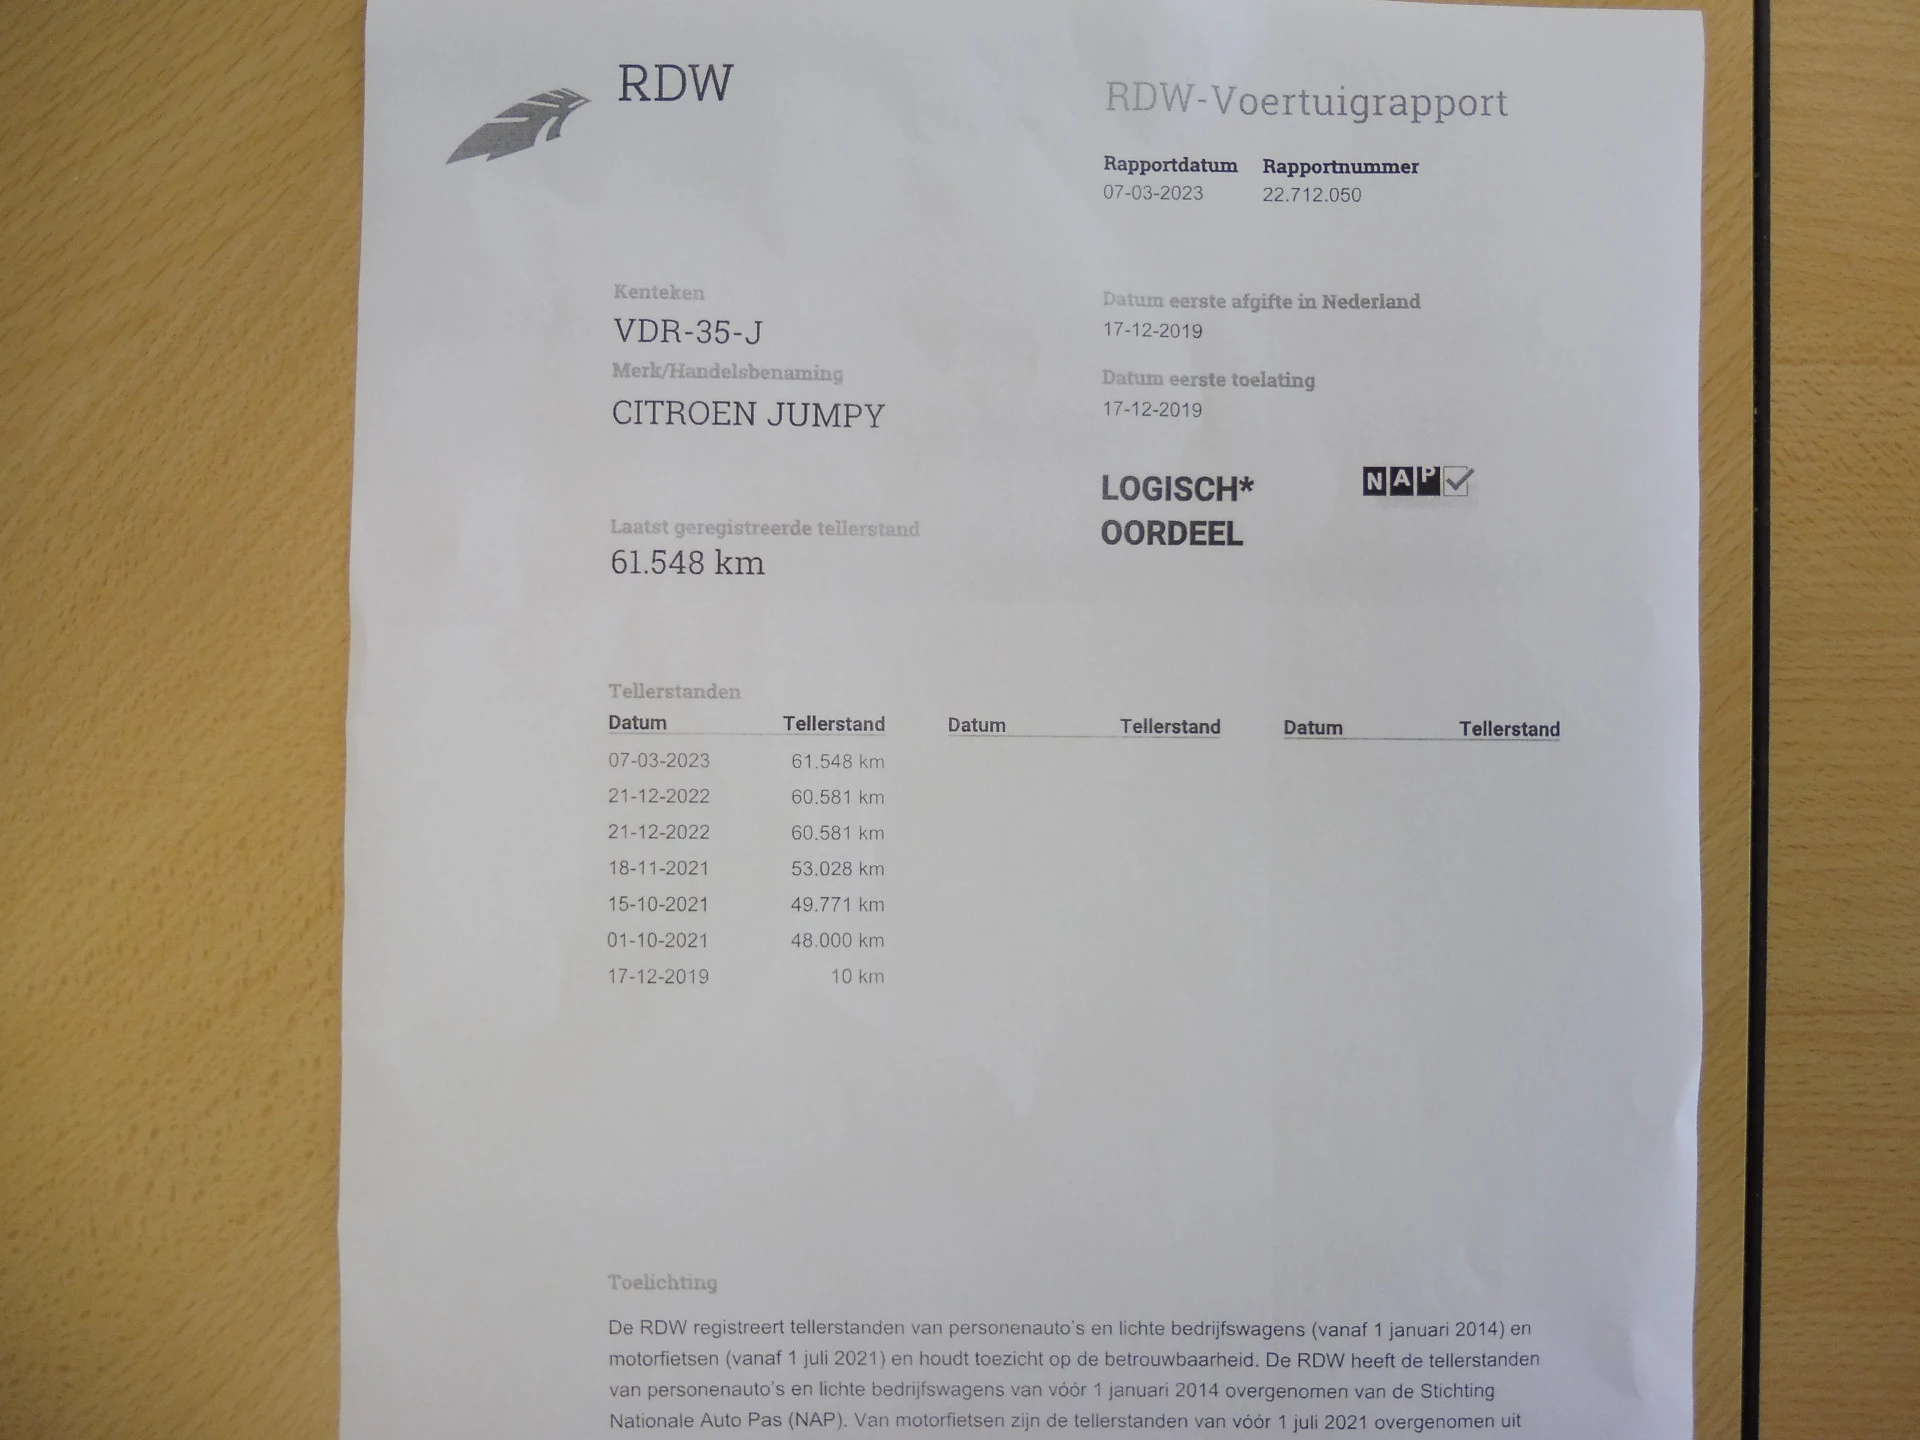 RDW
RDW-Voertuigrapport
Rapportdatum Rapportnummer
07-03-2023 22.712.050
Kenteken
VDR-35-J
Merk/Handelsbenaming
CITROEN JUMPY
Datum eerste afgifte in Nederland
17-12-2019
Datum eerste toelating
17-12-2019
LOGISCH*
OORDEEL
NAP
Laatst geregistreerde tellerstand
61.548 km
Tellerstanden
Datum Tellerstand Datum Tellerstand Datum Tellerstand
07-03-2023 61.548 km
21-12-2022 60.581 km
21-12-2022 60.581 km
18-11-2021 53.028 km
15-10-2021 49.771 km
01-10-2021 48.000 km
17-12-2019 10 km
Toelichting
De RDW registreert tellerstanden van personenauto's en lichte bedrijfswagens (vanaf 1 januari 2014) en
motorfietsen (vanaf 1 juli 2021) en houdt toezicht op de betrouwbaarheid. De RDW heeft de tellerstanden
van personenauto's en lichte bedrijfswagens van vóór 1 januari 2014 overgenomen van de Stichting
Nationale Auto Pas (NAP). Van motorfietsen zijn de tellerstanden van vóór 1 juli 2021 overgenomen uit